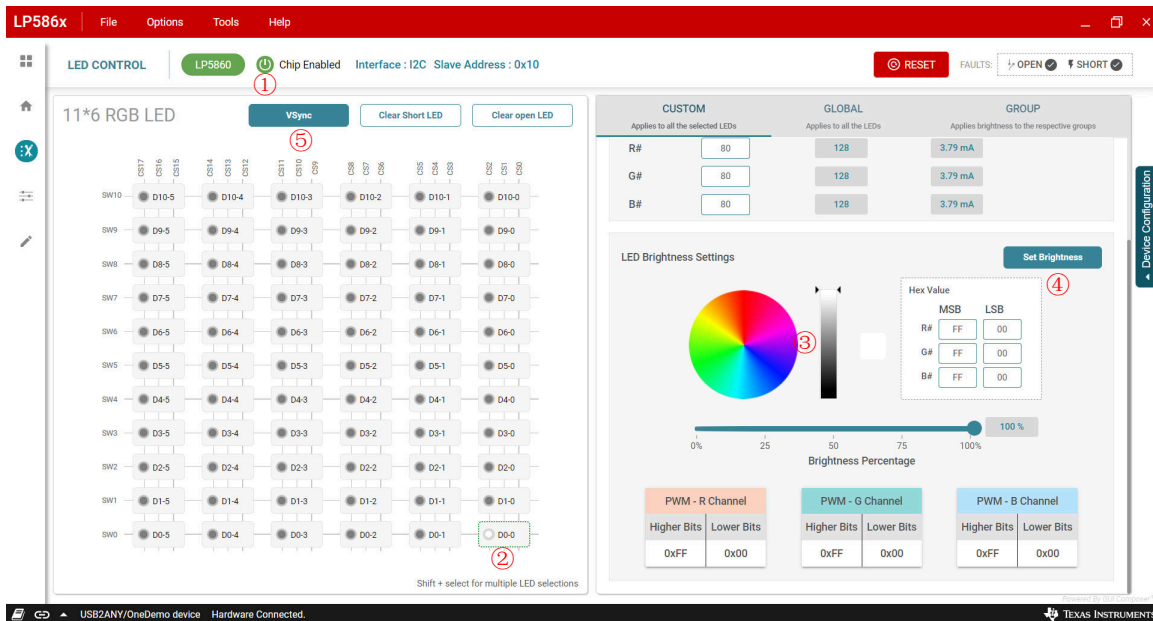 LP586x File Options Tools Help
LED CONTROL LP5860 Chip Enabled Interface : I2C Slave Address : 0x10 RESET FAULTS: OPEN SHORT
①
11*6 RGB LED VSync Clear Short LED Clear open LED
⑤
CS17 CS16 CS15 CS14 CS13 CS12 CS11 CS10 CS9 CS8 CS7 CS6 CS5 CS4 CS3 CS2 CS1 CS0
SW10 D10-5 D10-4 D10-3 D10-2 D10-1 D10-0
SW9 D9-5 D9-4 D9-3 D9-2 D9-1 D9-0
SW8 D8-5 D8-4 D8-3 D8-2 D8-1 D8-0
SW7 D7-5 D7-4 D7-3 D7-2 D7-1 D7-0
SW6 D6-5 D6-4 D6-3 D6-2 D6-1 D6-0
SW5 D5-5 D5-4 D5-3 D5-2 D5-1 D5-0
SW4 D4-5 D4-4 D4-3 D4-2 D4-1 D4-0
SW3 D3-5 D3-4 D3-3 D3-2 D3-1 D3-0
SW2 D2-5 D2-4 D2-3 D2-2 D2-1 D2-0
SW1 D1-5 D1-4 D1-3 D1-2 D1-1 D1-0
SW0 D0-5 D0-4 D0-3 D0-2 D0-1 D0-0
②
Shift + select for multiple LED selections
CUSTOM GLOBAL GROUP
Applies to all the selected LEDs Applies to all the LEDs Applies brightness to the respective groups
R# 80 128 3.79 mA
G# 80 128 3.79 mA
B# 80 128 3.79 mA
LED Brightness Settings Set Brightness
④
Hex Value
MSB LSB
R# FF 00
③
G# FF 00
B# FF 00
100 %
0% 25 50 75 100%
Brightness Percentage
PWM - R Channel PWM - G Channel PWM - B Channel
Higher Bits Lower Bits Higher Bits Lower Bits Higher Bits Lower Bits
0xFF 0x00 0xFF 0x00 0xFF 0x00
Device Configuration
Powered By GUI Composer™
USB2ANY/OneDemo device Hardware Connected. TEXAS INSTRUMENTS